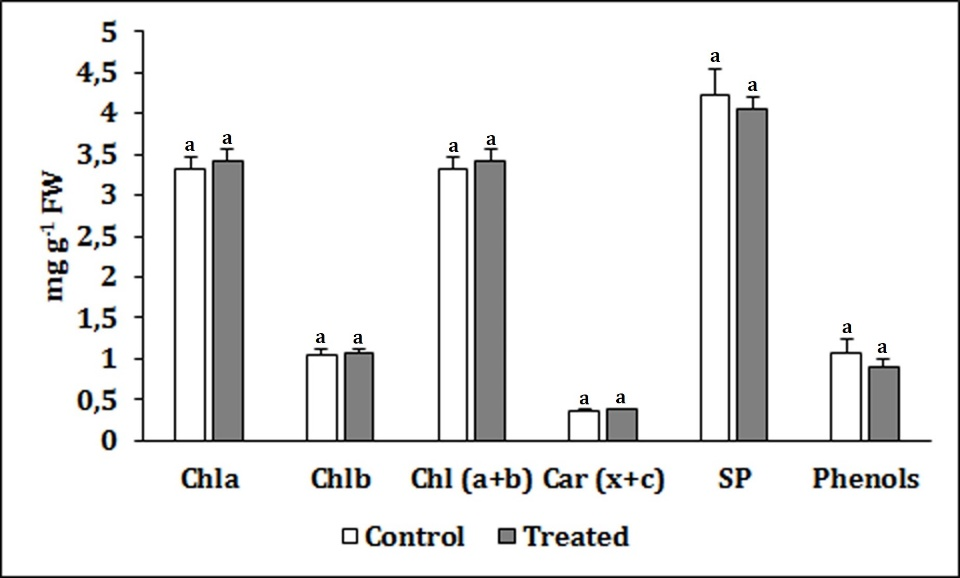 5
4,5
4
3,5
3
2,5
2
1,5
1
0,5
0
mg g-1 FW
a a
a a
a a
a a
a a
a a
Chla Chlb Chl (a+b) Car (x+c) SP Phenols
Control Treated